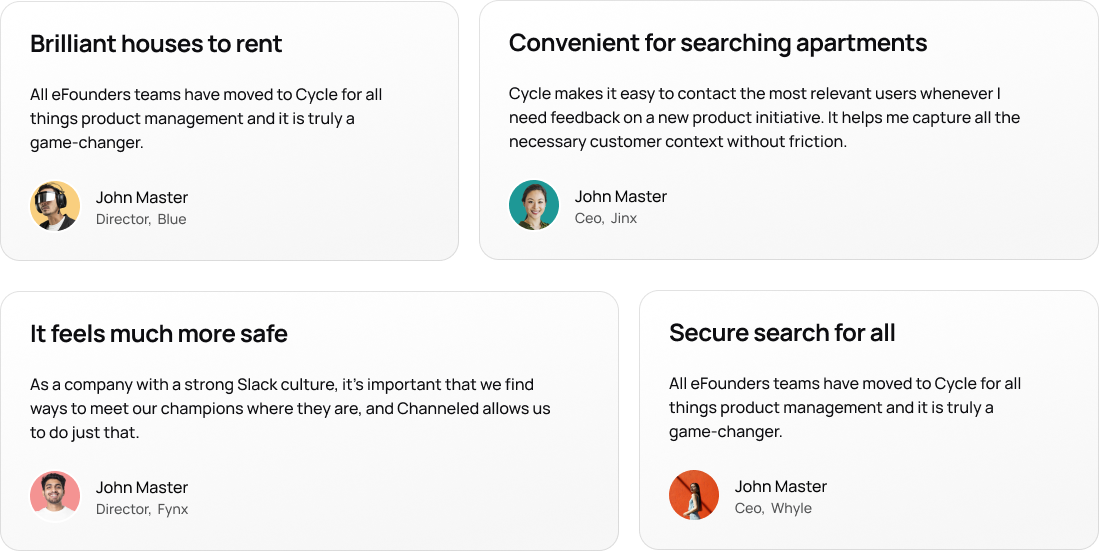 Brilliant houses to rent
All eFounders teams have moved to Cycle for all
things product management and it is truly a
game-changer.
John Master
Director, Blue
Convenient for searching apartments
Cycle makes it easy to contact the most relevant users whenever I
need feedback on a new product initiative. It helps me capture all the
necessary customer context without friction.
John Master
Ceo, Jinx
It feels much more safe
As a company with a strong Slack culture, it's important that we find
ways to meet our champions where they are, and Channeled allows us
to do just that.
John Master
Director, Fynx
Secure search for all
All eFounders teams have moved to Cycle for all
things product management and it is truly a
game-changer.
John Master
Ceo, Whyle